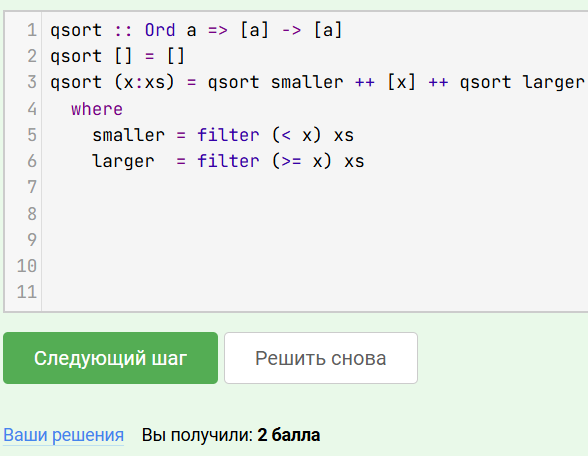 1 qsort :: Ord a => [a] -> [a]
2 qsort [] = []
3 qsort (x:xs) = qsort smaller ++ [x] ++ qsort larger
4   where
5     smaller = filter (< x) xs
6     larger  = filter (>= x) xs
7
8
9
10
11
Следующий шаг Решить снова
Ваши решения Вы получили: 2 балла